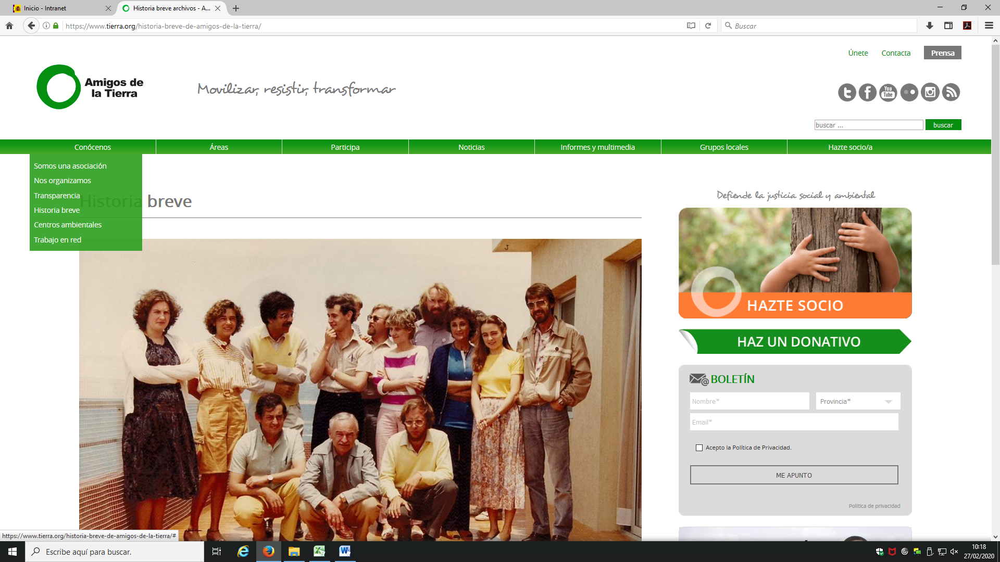 Inicio - Intranet
Historia breve archivos - A...
https://www.tierra.org/historia-breve-de-amigos-de-la-tierra/
Buscar
Únete
Contacta
Prensa
Amigos de
la Tierra
Movilizar, resistir, transformar
You
Tube
buscar ...
buscar
Conócenos
Áreas
Participa
Noticias
Informes y multimedia
Grupos locales
Hazte socio/a
Somos una asociación
Nos organizamos
Transparencia
Historia breve
Centros ambientales
Trabajo en red
Historia breve
Defiende la justicia social y ambiental
HAZTE SOCIO
HAZ UN DONATIVO
BOLETÍN
Nombre*
Provincia*
Email*
Acepto la Política de Privacidad.
ME APUNTO
Política de privacidad
https://www.tierra.org/historia-breve-de-amigos-de-la-tierra/#
Escribe aquí para buscar.
10:18
27/02/2020